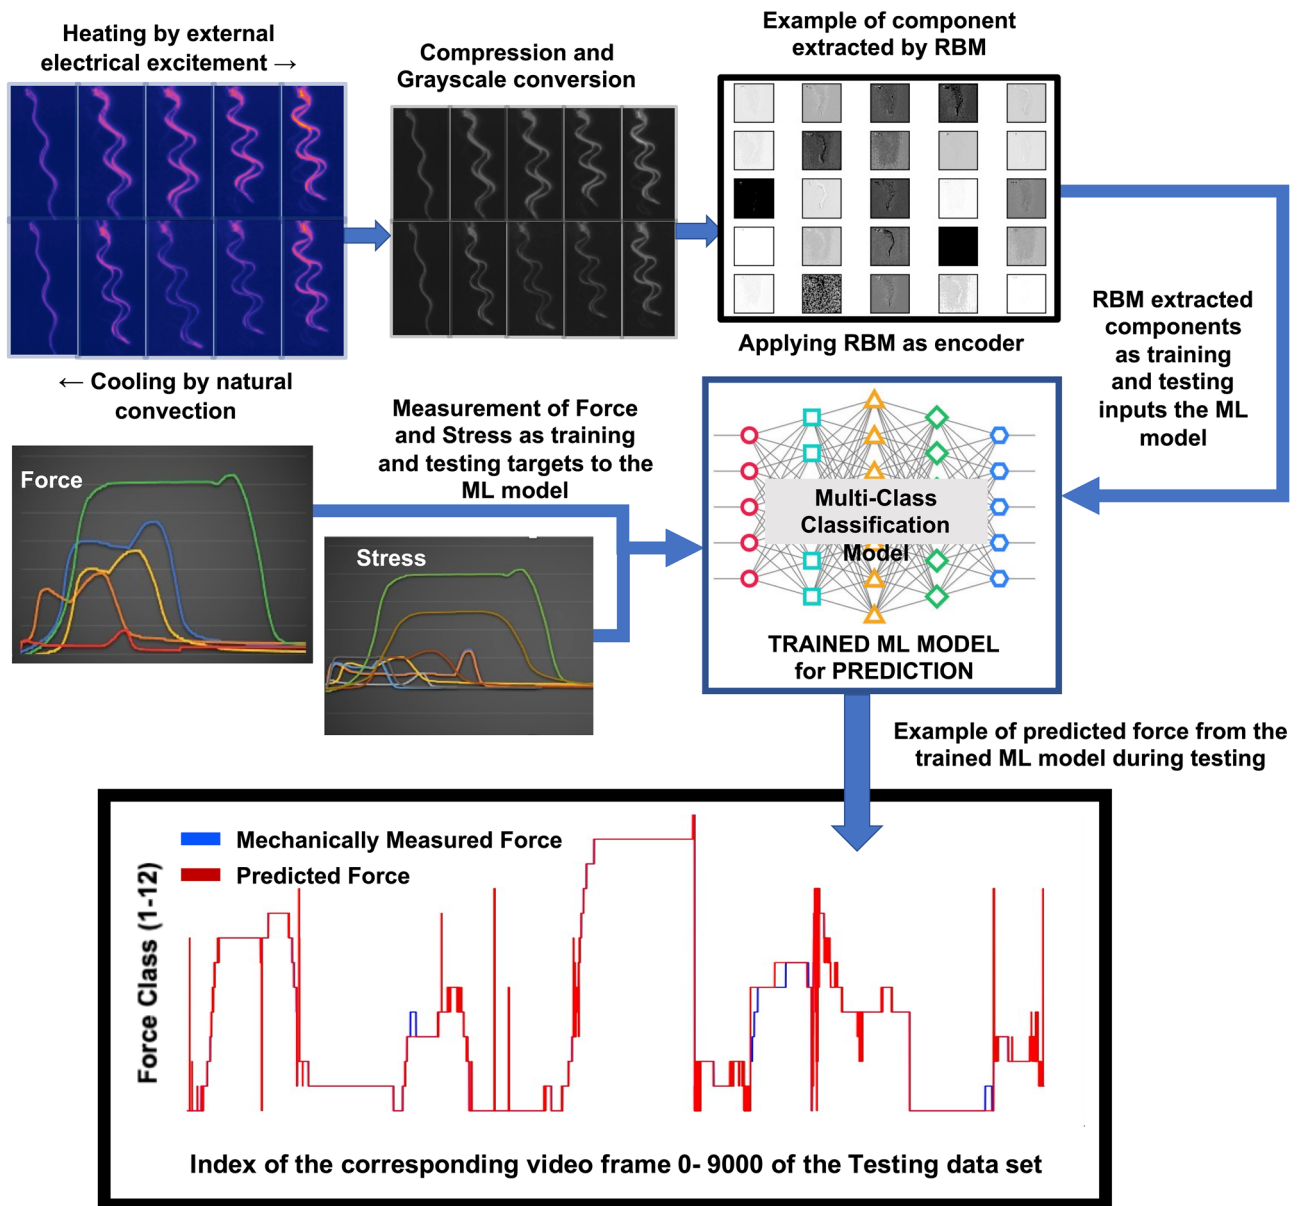 Heating by external
electrical excitement →
Compression and
Grayscale conversion
Example of component
extracted by RBM
Applying RBM as encoder
RBM extracted
components
as training
and testing
inputs the ML
model
← Cooling by natural
convection
Measurement of Force
and Stress as training
and testing targets to the
ML model
Force
Stress
Multi-Class
Classification
Model
TRAINED ML MODEL
for PREDICTION
Example of predicted force from the
trained ML model during testing
Mechanically Measured Force
Predicted Force
Force Class (1-12)
Index of the corresponding video frame 0- 9000 of the Testing data set